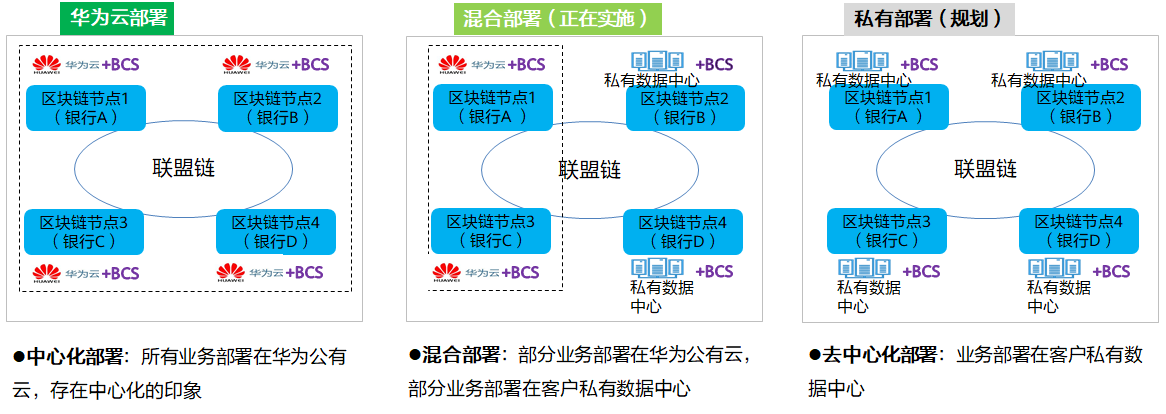 华为云部署
HUAWEI 华为云 +BCS
HUAWEI 华为云 +BCS
区块链节点1
（银行A）
区块链节点2
（银行B）
联盟链
区块链节点3
（银行C）
区块链节点4
（银行D）
HUAWEI 华为云 +BCS
HUAWEI 华为云 +BCS
●中心化部署：所有业务部署在华为公有
云，存在中心化的印象
混合部署（正在实施）
HUAWEI 华为云 +BCS
+BCS
私有数据中心
区块链节点1
（银行A ）
区块链节点2
（银行B）
联盟链
区块链节点3
（银行C）
区块链节点4
（银行D）
HUAWEI 华为云 +BCS
+BCS
私有数据
中心
●混合部署：部分业务部署在华为公有云，
部分业务部署在客户私有数据中心
私有部署（规划）
+BCS
私有数据中心
+BCS
私有数据中心
区块链节点1
（银行A ）
区块链节点2
（银行B）
联盟链
区块链节点3
（银行C）
区块链节点4
（银行D）
+BCS
私有数据
中心
+BCS
私有数据
中心
●去中心化部署：业务部署在客户私有数
据中心